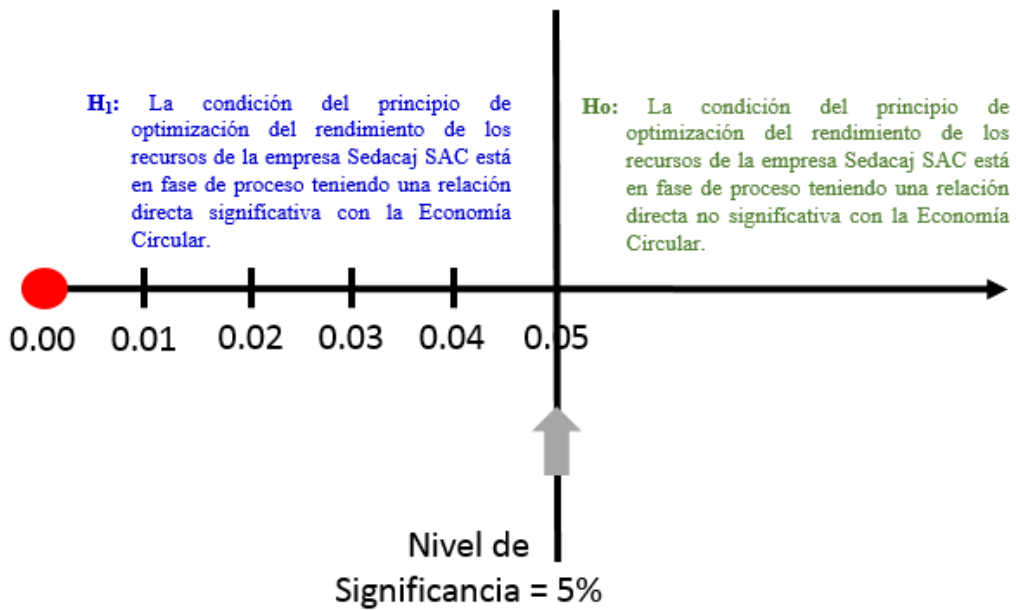 H1: La condición del principio de
optimización del rendimiento de los
recursos de la empresa Sedacaj SAC está
en fase de proceso teniendo una relación
directa significativa con la Economía
Circular.
Ho: La condición del principio de
optimización del rendimiento de los
recursos de la empresa Sedacaj SAC está
en fase de proceso teniendo una relación
directa no significativa con la Economía
Circular.
0.00 0.01 0.02 0.03 0.04 0.05
Nivel de
Significancia = 5%